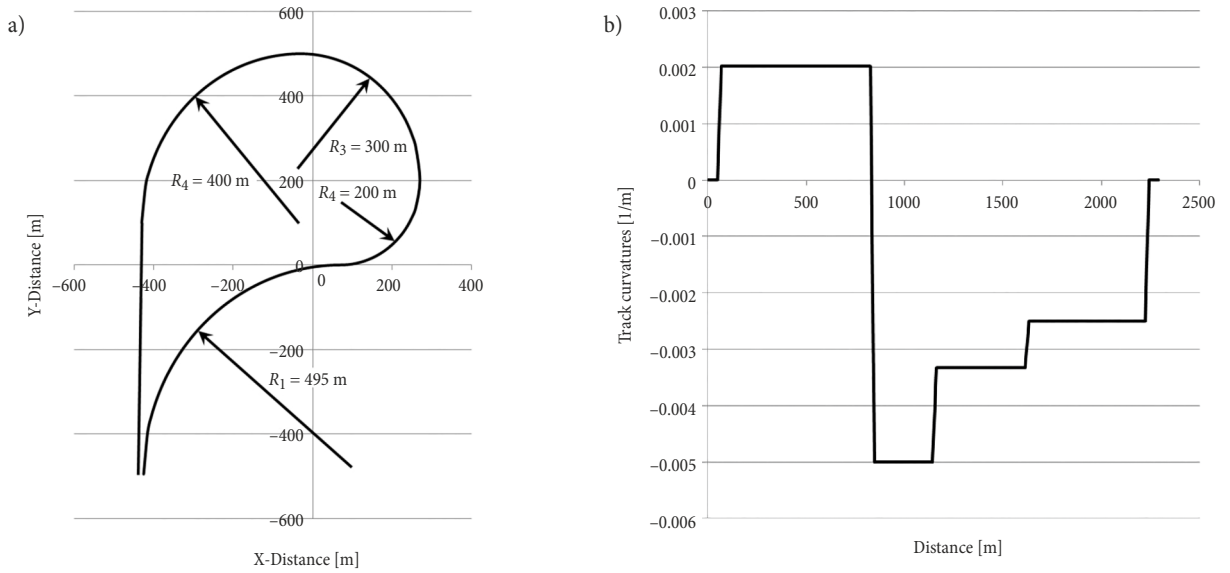 a)
600
400
R3 = 300 m
R4 = 400 m
200
R4 = 200 m
Y-Distance [m]
0
−600
−400
−200
0
200
400
−200
R1 = 495 m
−400
−600
X-Distance [m]
b)
0.003
0.002
0.001
0
0
500
1000
1500
2000
2500
−0.001
−0.002
−0.003
−0.004
−0.005
−0.006
Track curvatures [1/m]
Distance [m]